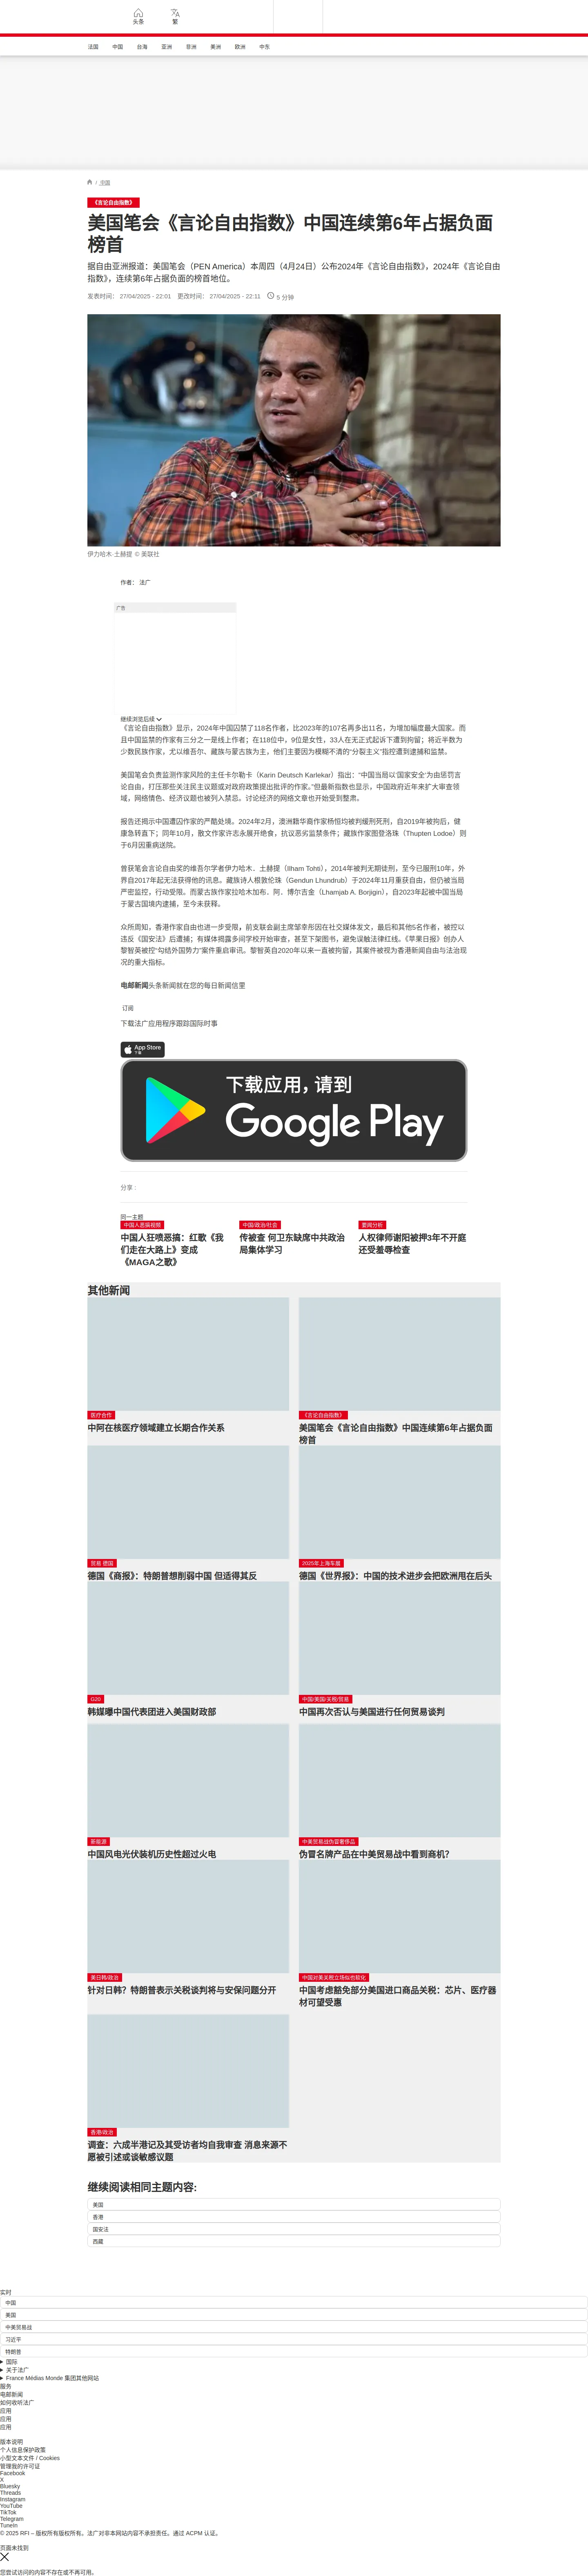 头条
繁
法国
中国
台海
亚洲
非洲
美洲
欧洲
中东
/ 中国
《言论自由指数》
美国笔会《言论自由指数》中国连续第6年占据负面
榜首
据自由亚洲报道：美国笔会（PEN America）本周四（4月24日）公布2024年《言论自由指数》，2024年《言论自由
指数》，连续第6年占据负面的榜首地位。
发表时间： 27/04/2025 - 22:01 更改时间： 27/04/2025 - 22:11 5 分钟
伊力哈木·土赫提 © 美联社
作者： 法广
广告
继续浏览后续
《言论自由指数》显示，2024年中国囚禁了118名作者，比2023年的107名再多出11名，为增加幅度最大国家。而
且中国监禁的作家有三分之一是线上作者；在118位中，9位是女性，33人在无正式起诉下遭到拘留；将近半数为
少数民族作家，尤以维吾尔、藏族与蒙古族为主，他们主要因为模糊不清的“分裂主义”指控遭到逮捕和监禁。
美国笔会负责监测作家风险的主任卡尔勒卡（Karin Deutsch Karlekar）指出：“中国当局以‘国家安全’为由惩罚言
论自由，打压那些关注民主议题或对政府政策提出批评的作家。”但最新指数也显示，中国政府近年来扩大审查领
域，网络情色、经济议题也被列入禁忌。讨论经济的网络文章也开始受到整肃。
报告还揭示中国遭囚作家的严酷处境。2024年2月，澳洲籍华裔作家杨恒均被判缓刑死刑，自2019年被拘后，健
康急转直下；同年10月，散文作家许志永展开绝食，抗议恶劣监禁条件；藏族作家图登洛珠（Thupten Lodoe）则
于6月因重病送院。
曾获笔会言论自由奖的维吾尔学者伊力哈木．土赫提（Ilham Tohti），2014年被判无期徒刑，至今已服刑10年，外
界自2017年起无法获得他的讯息。藏族诗人根敦伦珠（Gendun Lhundrub）于2024年11月重获自由，但仍被当局
严密监控，行动受限。而蒙古族作家拉哈木加布．阿．博尔吉金（Lhamjab A. Borjigin），自2023年起被中国当局
于蒙古国境内逮捕，至今未获释。
众所周知，香港作家自由也进一步受限，前支联会副主席邹幸彤因在社交媒体发文，最后和其他5名作者，被控以
违反《国安法》后遭捕；有媒体揭露多间学校开始审查，甚至下架图书，避免误触法律红线。《苹果日报》创办人
黎智英被控“勾结外国势力”案件重启审讯。黎智英自2020年以来一直被拘留，其案件被视为香港新闻自由与法治现
况的重大指标。
电邮新闻头条新闻就在您的每日新闻信里
订阅
下载法广应用程序跟踪国际时事
App Store
下载
下载应用，请到
Google Play
分享 :
同一主题
中国人恶搞视频
中国人狂喷恶搞：红歌《我
们走在大路上》变成
《MAGA之歌》
中国/政治/社会
传被查 何卫东缺席中共政治
局集体学习
要闻分析
人权律师谢阳被押3年不开庭
还受羞辱检查
其他新闻
医疗合作
中阿在核医疗领域建立长期合作关系
《言论自由指数》
美国笔会《言论自由指数》中国连续第6年占据负面
榜首
贸易 德国
德国《商报》：特朗普想削弱中国 但适得其反
2025年上海车展
德国《世界报》：中国的技术进步会把欧洲甩在后头
G20
韩媒曝中国代表团进入美国财政部
中国/美国/关税/贸易
中国再次否认与美国进行任何贸易谈判
新能源
中国风电光伏装机历史性超过火电
中美贸易战伪冒奢侈品
伪冒名牌产品在中美贸易战中看到商机？
美日韩/政治
针对日韩？特朗普表示关税谈判将与安保问题分开
中国对美关税立场似也软化
中国考虑豁免部分美国进口商品关税：芯片、医疗器
材可望受惠
香港/政治
调查：六成半港记及其受访者均自我审查 消息来源不
愿被引述或谈敏感议题
继续阅读相同主题内容:
美国
香港
国安法
西藏
实时
中国
美国
中美贸易战
习近平
特朗普
国际
关于法广
France Médias Monde 集团其他网站
服务
电邮新闻
如何收听法广
应用
应用
应用
版本说明
个人信息保护政策
小型文本文件 / Cookies
管理我的许可证
Facebook
X
Bluesky
Threads
Instagram
YouTube
TikTok
Telegram
TuneIn
© 2025 RFI – 版权所有版权所有。法广对非本网站内容不承担责任。通过 ACPM 认证。
页面未找到
您尝试访问的内容不存在或不再可用。